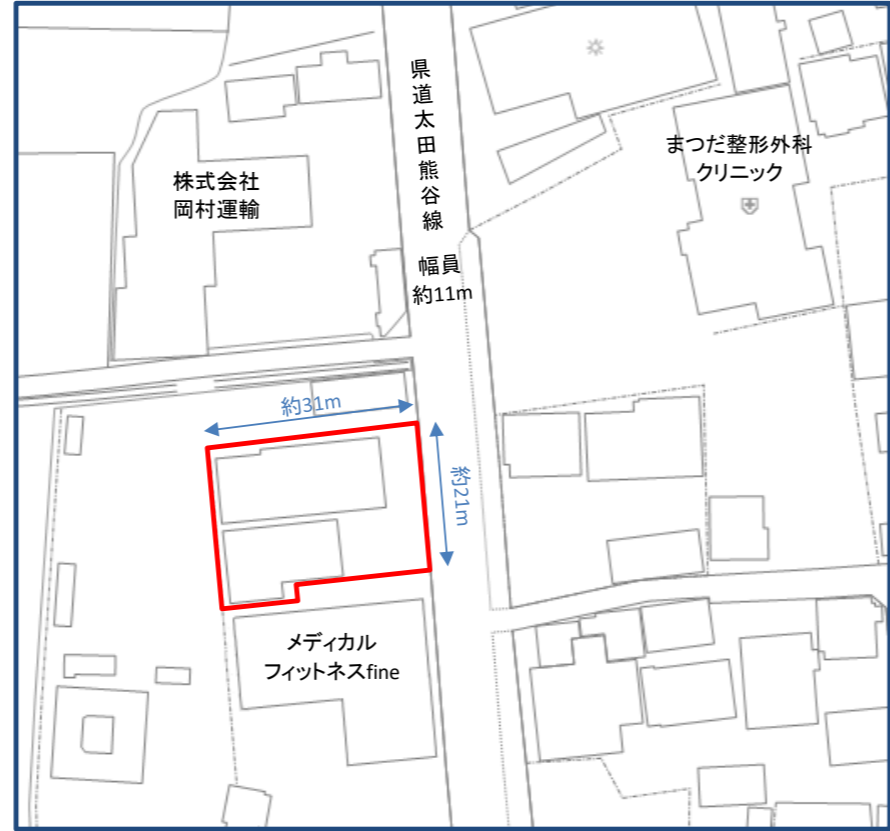 県道太田熊谷線
幅員
約11m
株式会社
岡村運輸
まつだ整形外科
クリニック
約31m
約21m
メディカル
フィットネスfine